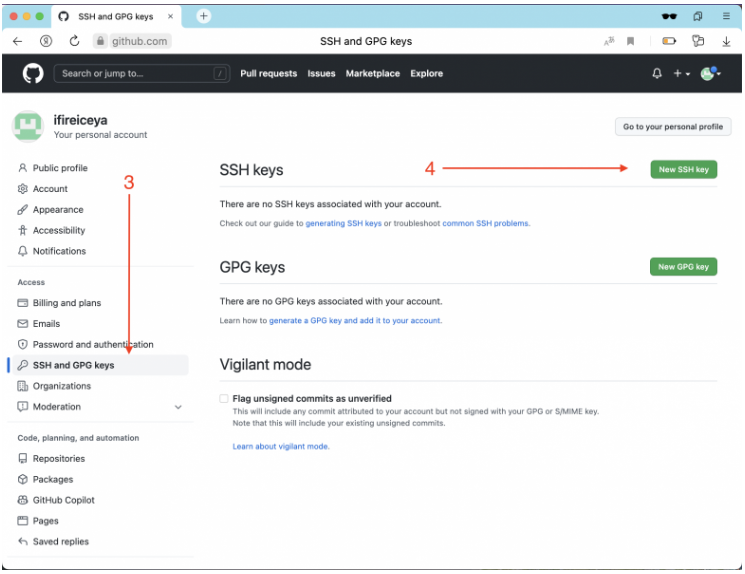 SSH and GPG keys
github.com
SSH and GPG keys
Search or jump to...
/
Pull requests Issues Marketplace Explore
ifireiceya
Your personal account
Go to your personal profile
Public profile
Account
Appearance
Accessibility
Notifications
Access
Billing and plans
Emails
Password and authentication
SSH and GPG keys
Organizations
Moderation
Code, planning, and automation
Repositories
Packages
GitHub Copilot
Pages
Saved replies
3
SSH keys
4
New SSH key
There are no SSH keys associated with your account.
Check out our guide to generating SSH keys or troubleshoot common SSH problems.
GPG keys
New GPG key
There are no GPG keys associated with your account.
Learn how to generate a GPG key and add it to your account.
Vigilant mode
Flag unsigned commits as unverified
This will include any commit attributed to your account but not signed with your GPG or S/MIME key.
Note that this will include your existing unsigned commits.
Learn about vigilant mode.